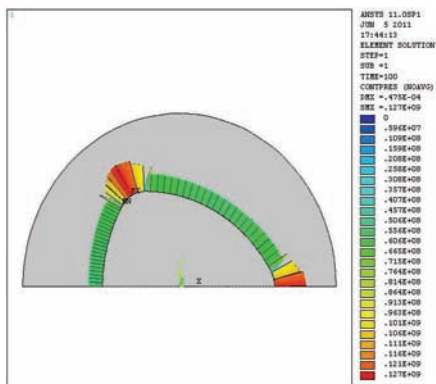 1
ANSYS 11.0SP1
JUN 5 2011
17:44:13
ELEMENT SOLUTION
STEP=1
SUB =1
TIME=100
CONTPRES (NOAVG)
DMX =.475E-04
SMX =.127E+09
0
.596E+07
.109E+08
.159E+08
.208E+08
.258E+08
.308E+08
.357E+08
.407E+08
.457E+08
.506E+08
.556E+08
.606E+08
.665E+08
.715E+08
.764E+08
.814E+08
.864E+08
.913E+08
.963E+08
.101E+09
.106E+09
.111E+09
.116E+09
.121E+09
.127E+09
X